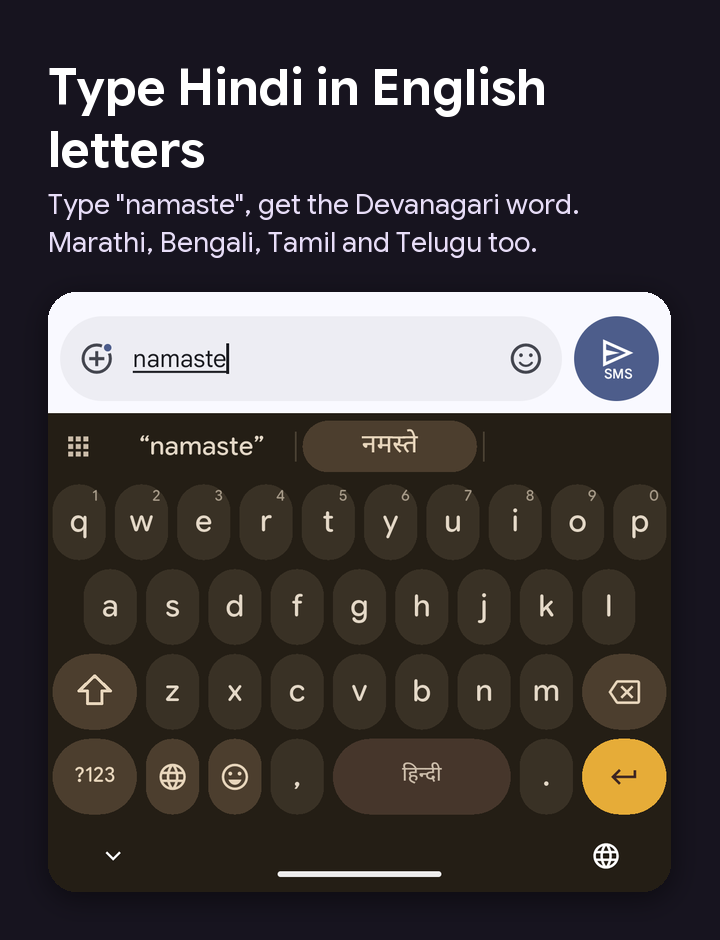 Type Hindi in English
letters
Type "namaste", get the Devanagari word.
Marathi, Bengali, Tamil and Telugu too.
namaste
SMS
“namaste” नमस्ते
1 2 3 4 5 6 7 8 9 0
q w e r t y u i o p
a s d f g h j k l
z x c v b n m
?123 , हिन्दी .